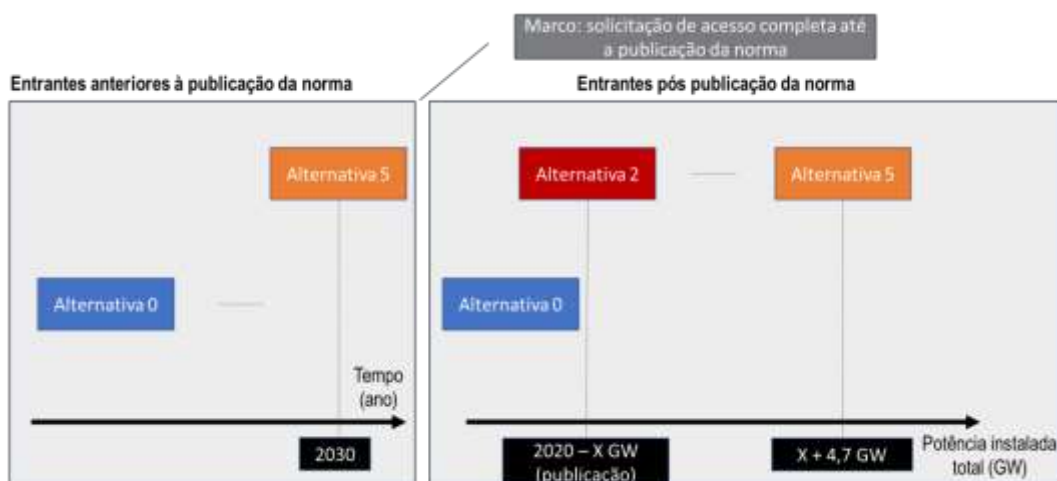 Marco: solicitação de acesso completa até
a publicação da norma
Entrantes anteriores à publicação da norma
Entrantes pós publicação da norma
Alternativa 5
Alternativa 0
Tempo
(ano)
2030
Alternativa 2
Alternativa 5
Alternativa 0
2020 – X GW
(publicação)
X + 4,7 GW
Potência instalada
total (GW)